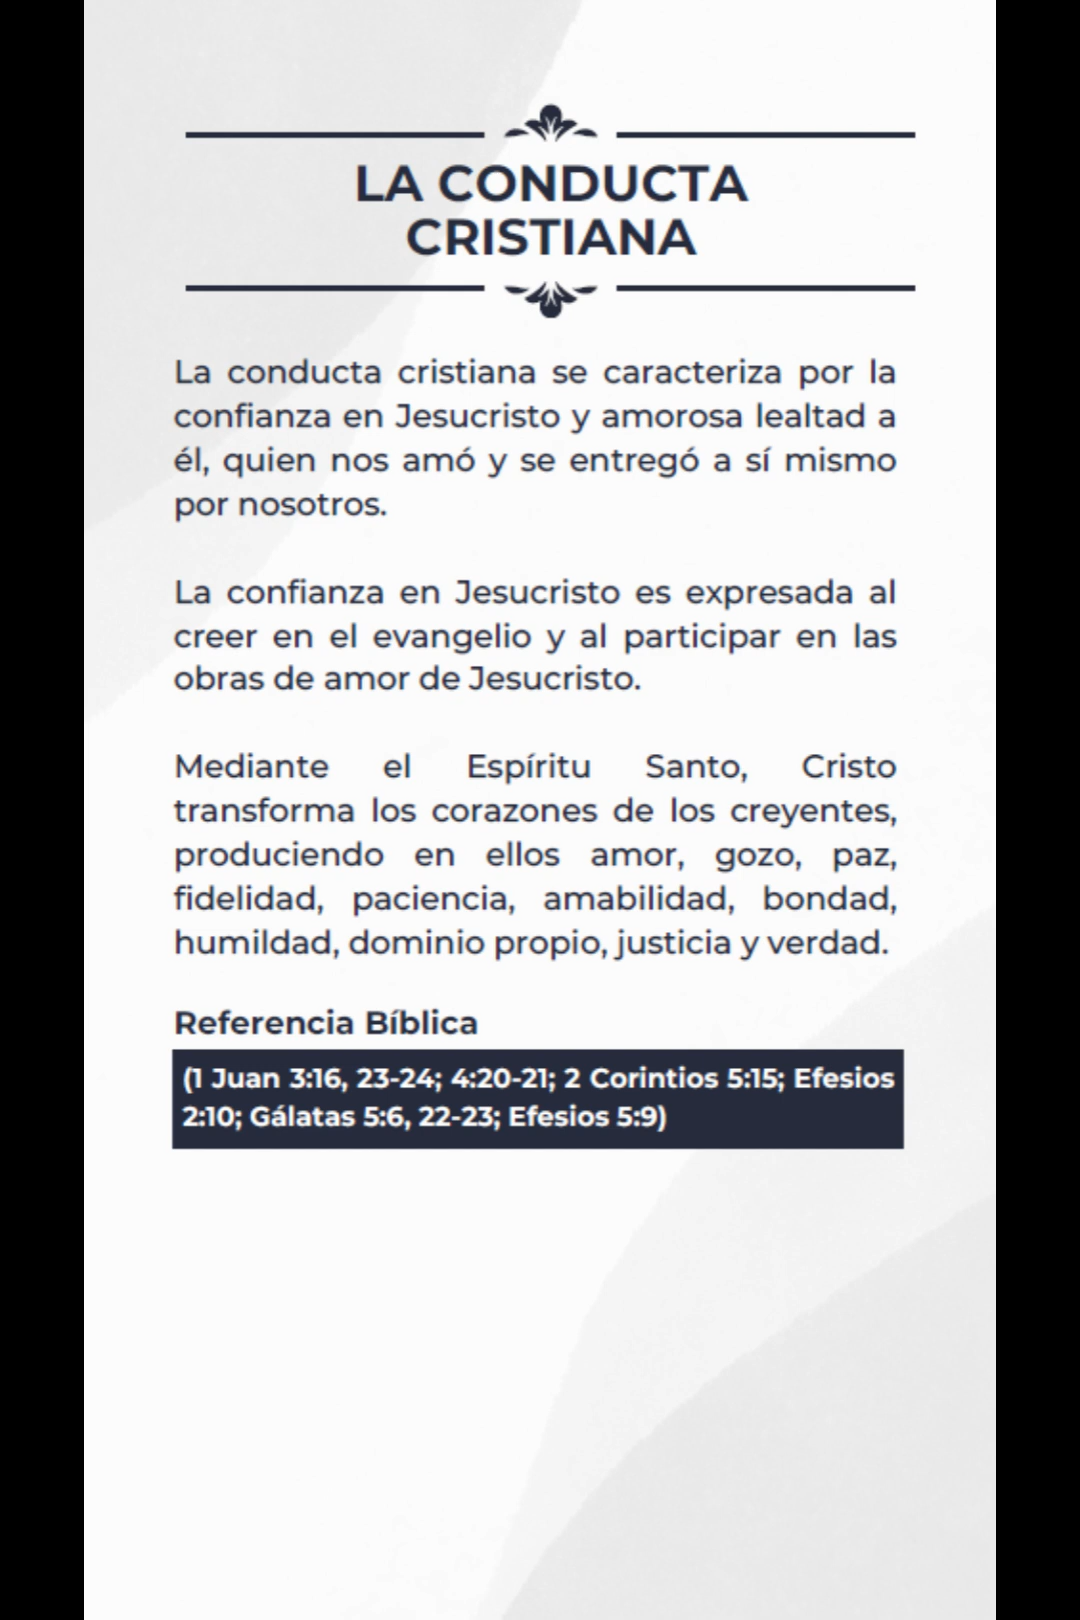 LA CONDUCTA
CRISTIANA
La conducta cristiana se caracteriza por la
confianza en Jesucristo y amorosa lealtad a
él, quien nos amó y se entregó a sí mismo
por nosotros.
La confianza en Jesucristo es expresada al
creer en el evangelio y al participar en las
obras de amor de Jesucristo.
Mediante el Espíritu Santo, Cristo
transforma los corazones de los creyentes,
produciendo en ellos amor, gozo, paz,
fidelidad, paciencia, amabilidad, bondad,
humildad, dominio propio, justicia y verdad.
Referencia Bíblica
(1 Juan 3:16, 23-24; 4:20-21; 2 Corintios 5:15; Efesios
2:10; Gálatas 5:6, 22-23; Efesios 5:9)